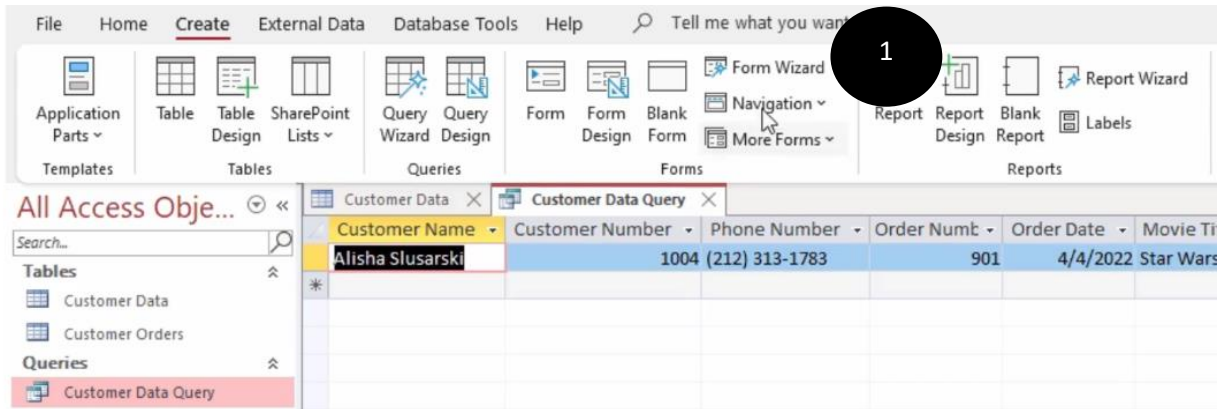 File Home Create External Data Database Tools Help Tell me what you want
1
Form Wizard
Navigation
More Forms
Report Wizard
Labels
Application Parts Table Table Design SharePoint Lists Query Wizard Query Design Form Form Design Blank Form Report Report Design Blank Report
Templates Tables Queries Forms Reports
All Access Obje...
Search...
Tables
Customer Data
Customer Orders
Queries
Customer Data Query
Customer Data Customer Data Query
Customer Name Customer Number Phone Number Order Numb Order Date Movie Ti
Alisha Slusarski 1004 (212) 313-1783 901 4/4/2022 Star Wars